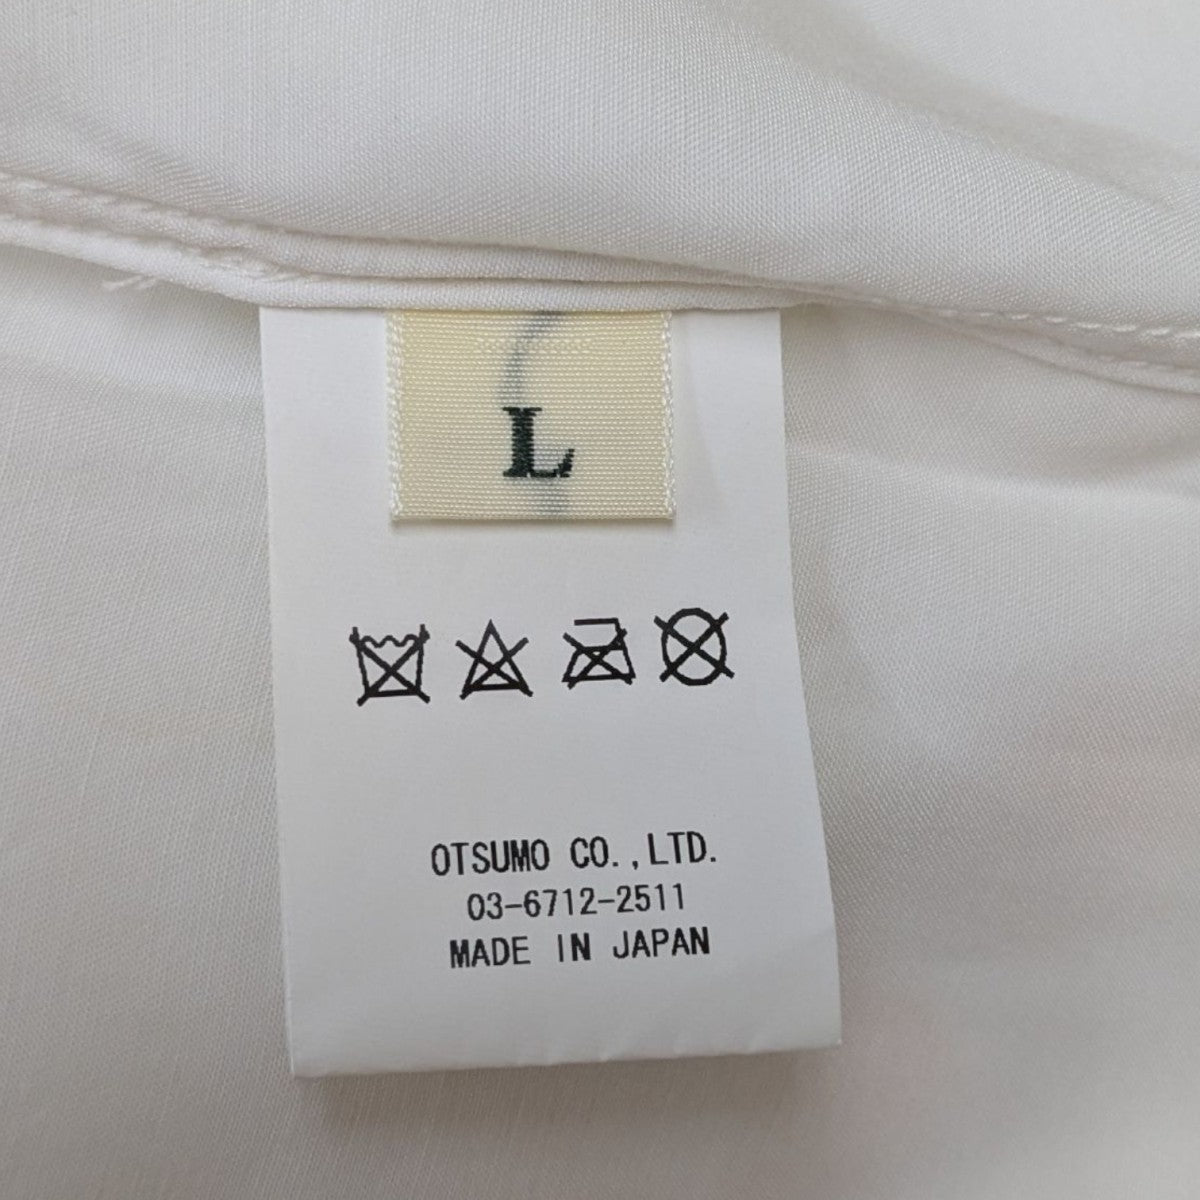 L
OTSUMO CO.,LTD.
03-6712-2511
MADE IN JAPAN